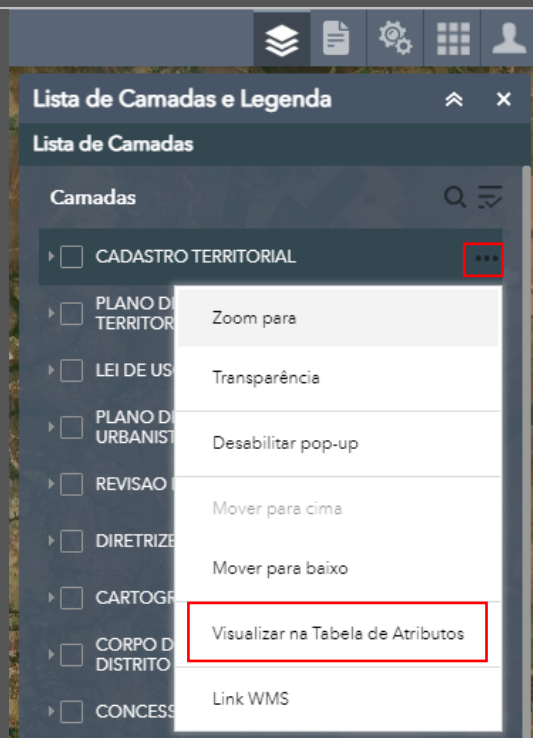 Lista de Camadas e Legenda
Lista de Camadas
Camadas
CADASTRO TERRITORIAL
PLANO
TERRITOR
LEI DE
PLANO
URBANIST
REVISAO
DIRETRIZE
CARTOGR
CORPO
DISTRITO
CONCESS
Zoom para
Transparência
Desabilitar pop-up
Mover para cima
Mover para baixo
Visualizar na Tabela de Atributos
Link WMS